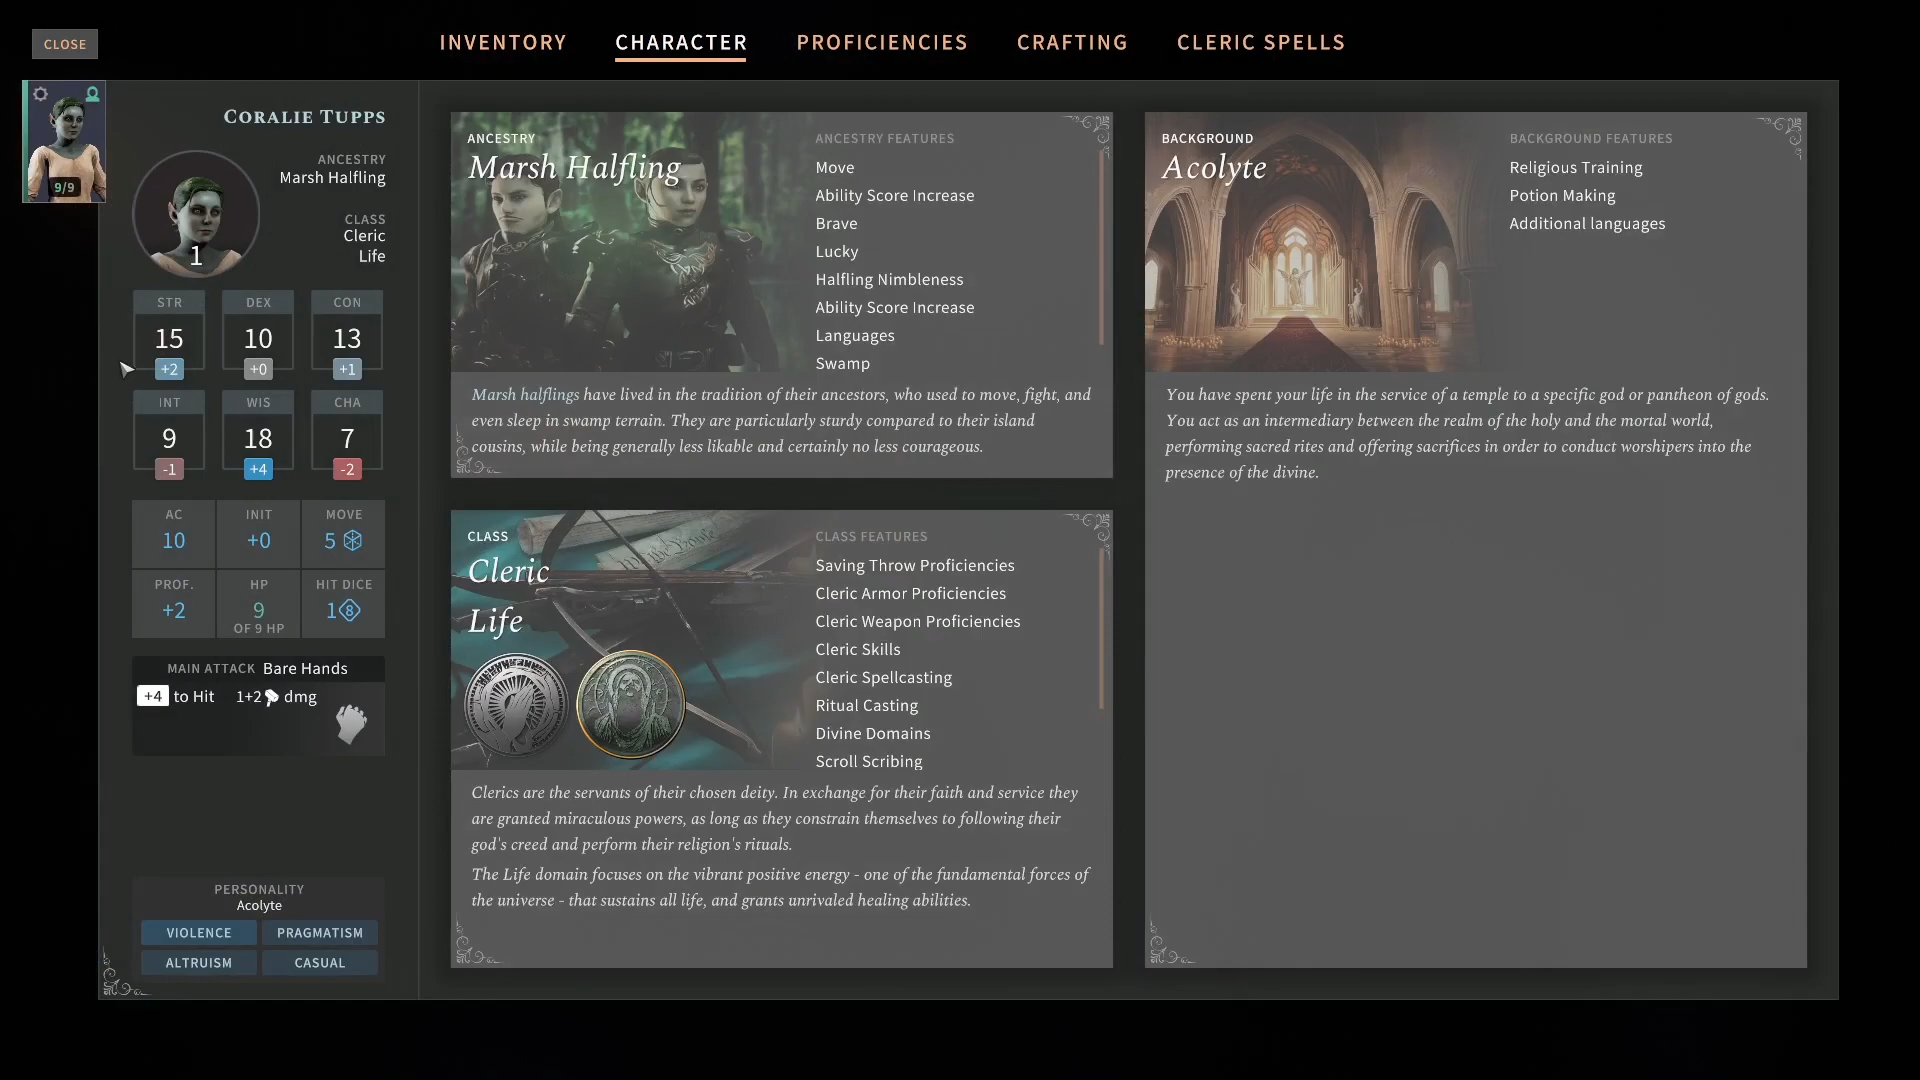 CLOSE
INVENTORY
CHARACTER
PROFICIENCIES
CRAFTING
CLERIC SPELLS
9/9
CORALIE TUPPS
ANCESTRY
Marsh Halfling
CLASS
Cleric
Life
1
STR
DEX
CON
15
10
13
+2
+0
+1
INT
WIS
CHA
9
18
7
-1
+4
-2
AC
INIT
MOVE
10
+0
5
PROF.
HP
HIT DICE
+2
9
1 8
OF 9 HP
MAIN ATTACK Bare Hands
+4 to Hit 1+2 dmg
PERSONALITY
Acolyte
VIOLENCE
PRAGMATISM
ALTRUISM
CASUAL
ANCESTRY
Marsh Halfling
ANCESTRY FEATURES
Move
Ability Score Increase
Brave
Lucky
Halfling Nimbleness
Ability Score Increase
Languages
Swamp
Marsh halflings have lived in the tradition of their ancestors, who used to move, fight, and
even sleep in swamp terrain. They are particularly sturdy compared to their island
cousins, while being generally less likable and certainly no less courageous.
CLASS
Cleric
Life
CLASS FEATURES
Saving Throw Proficiencies
Cleric Armor Proficiencies
Cleric Weapon Proficiencies
Cleric Skills
Cleric Spellcasting
Ritual Casting
Divine Domains
Scroll Scribing
Clerics are the servants of their chosen deity. In exchange for their faith and service they
are granted miraculous powers, as long as they constrain themselves to following their
god's creed and perform their religion's rituals.
The Life domain focuses on the vibrant positive energy - one of the fundamental forces of
the universe - that sustains all life, and grants unrivaled healing abilities.
BACKGROUND
Acolyte
BACKGROUND FEATURES
Religious Training
Potion Making
Additional languages
You have spent your life in the service of a temple to a specific god or pantheon of gods.
You act as an intermediary between the realm of the holy and the mortal world,
performing sacred rites and offering sacrifices in order to conduct worshipers into the
presence of the divine.